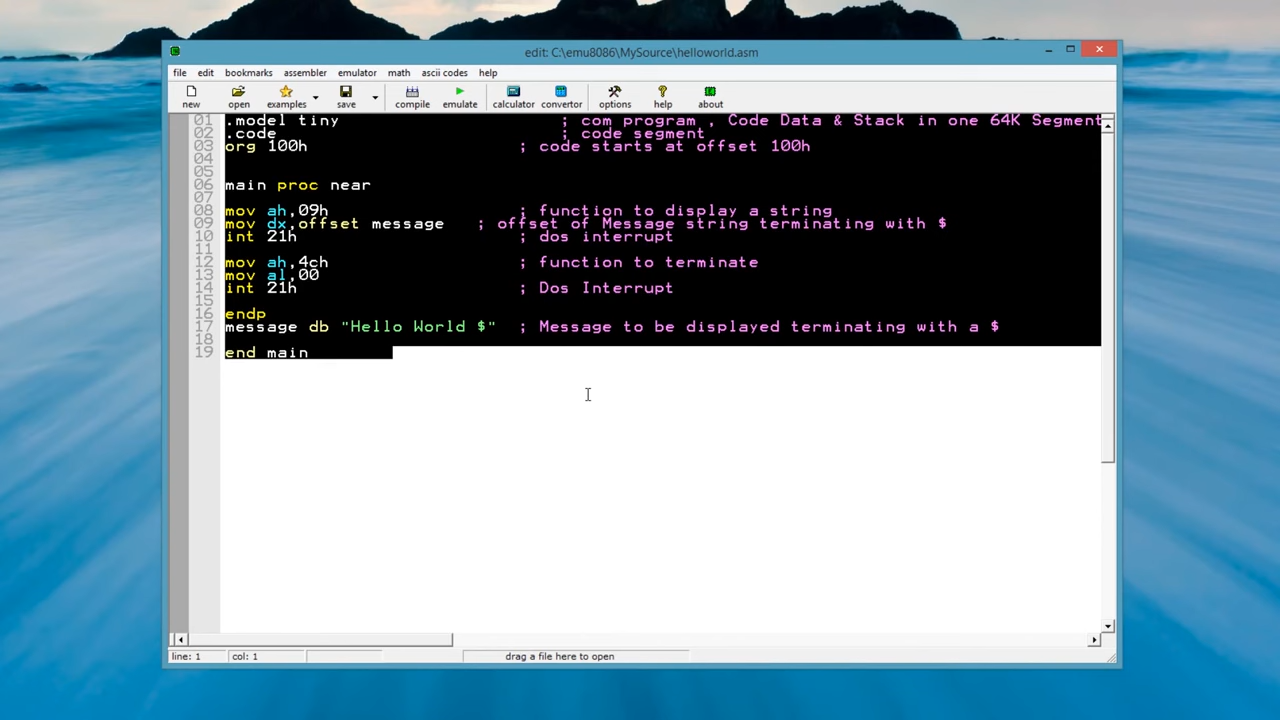 edit: C:\emu8086\MySource\helloworld.asm
file edit bookmarks assembler emulator math ascii codes help
new open examples save compile emulate calculator convertor options help about
01 .model tiny ; com program , Code Data & Stack in one 64K Segment
02 .code ; code segment
03 org 100h ; code starts at offset 100h
04
05
06 main proc near
07
08 mov ah,09h ; function to display a string
09 mov dx,offset message ; offset of Message string terminating with $
10 int 21h ; dos interrupt
11
12 mov ah,4ch ; function to terminate
13 mov al,00
14 int 21h ; Dos Interrupt
15
16 endp
17 message db "Hello World $" ; Message to be displayed terminating with a $
18
19 end main
line: 1 col: 1 drag a file here to open